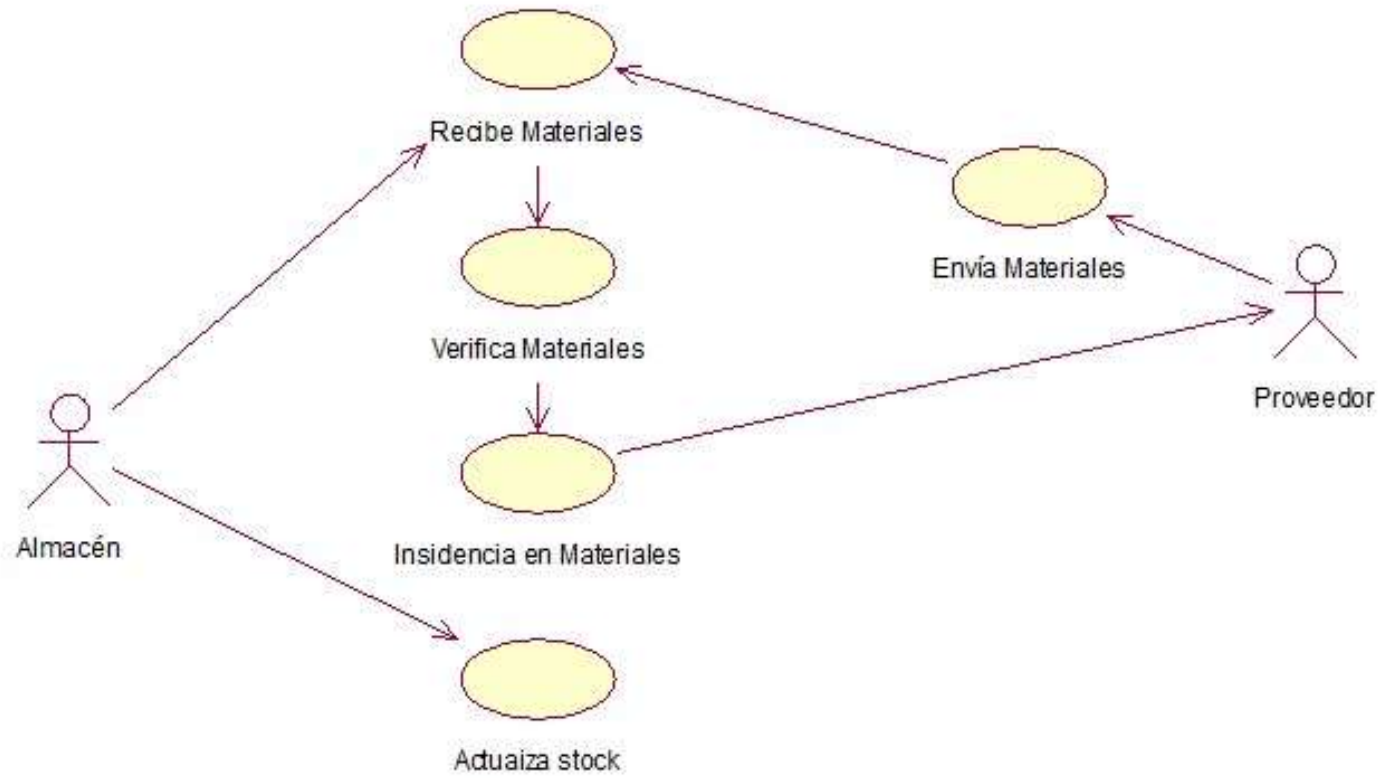 Recibe Materiales
Envía Materiales
Verifica Materiales
Proveedor
Almacén
Insidencia en Materiales
Actuaiza stock